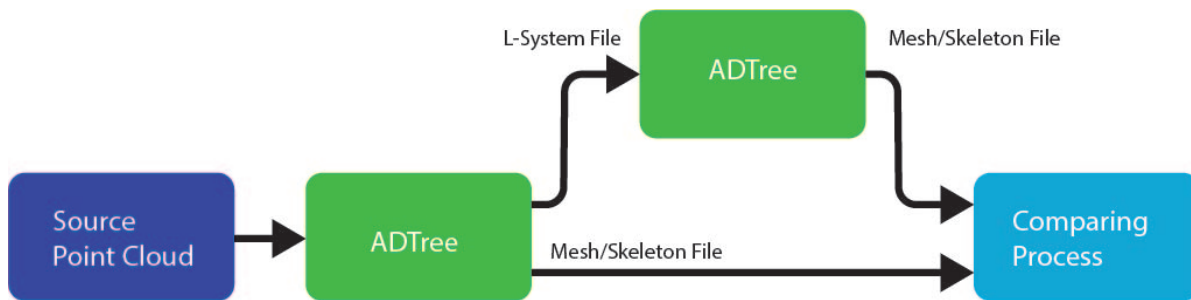 L-System File
Mesh/Skeleton File
ADTree
Source
Point Cloud
ADTree
Mesh/Skeleton File
Comparing
Process